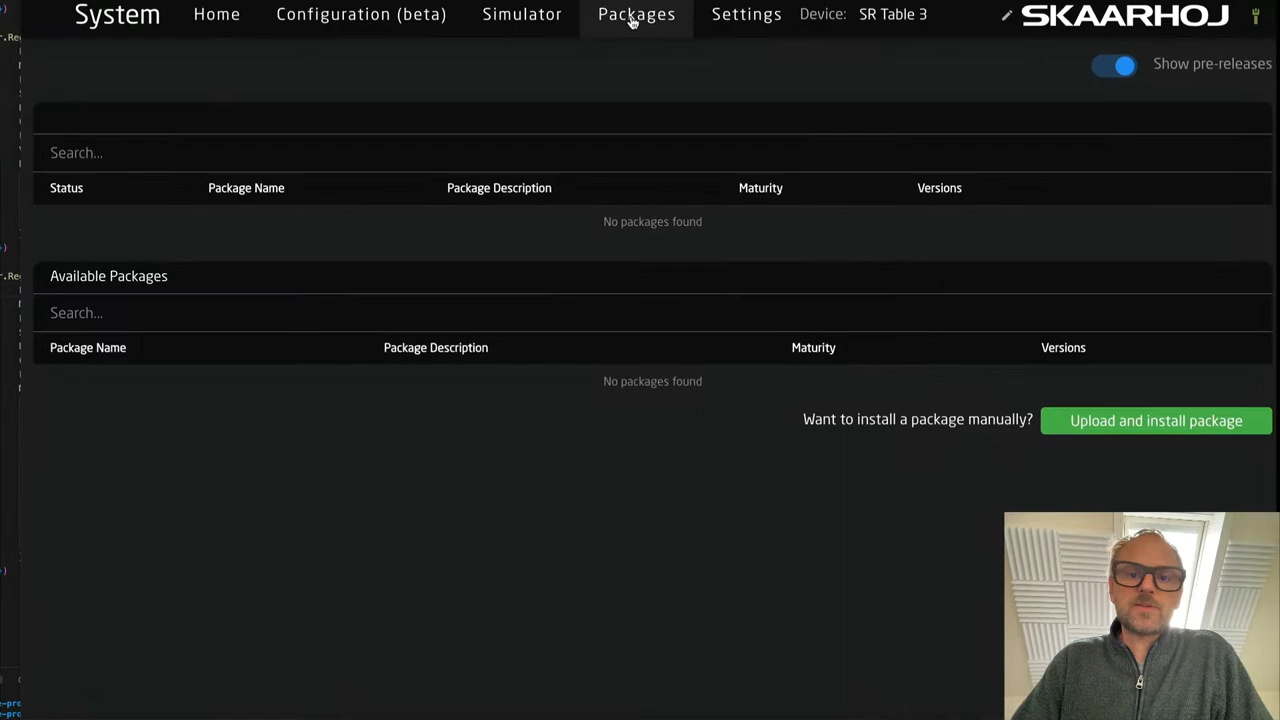 System Home Configuration (beta) Simulator Packages Settings Device: SR Table 3 SKAARHOJ
Show pre-releases
Search...
Status Package Name Package Description Maturity Versions
No packages found
Available Packages
Search...
Package Name Package Description Maturity Versions
No packages found
Want to install a package manually? Upload and install package